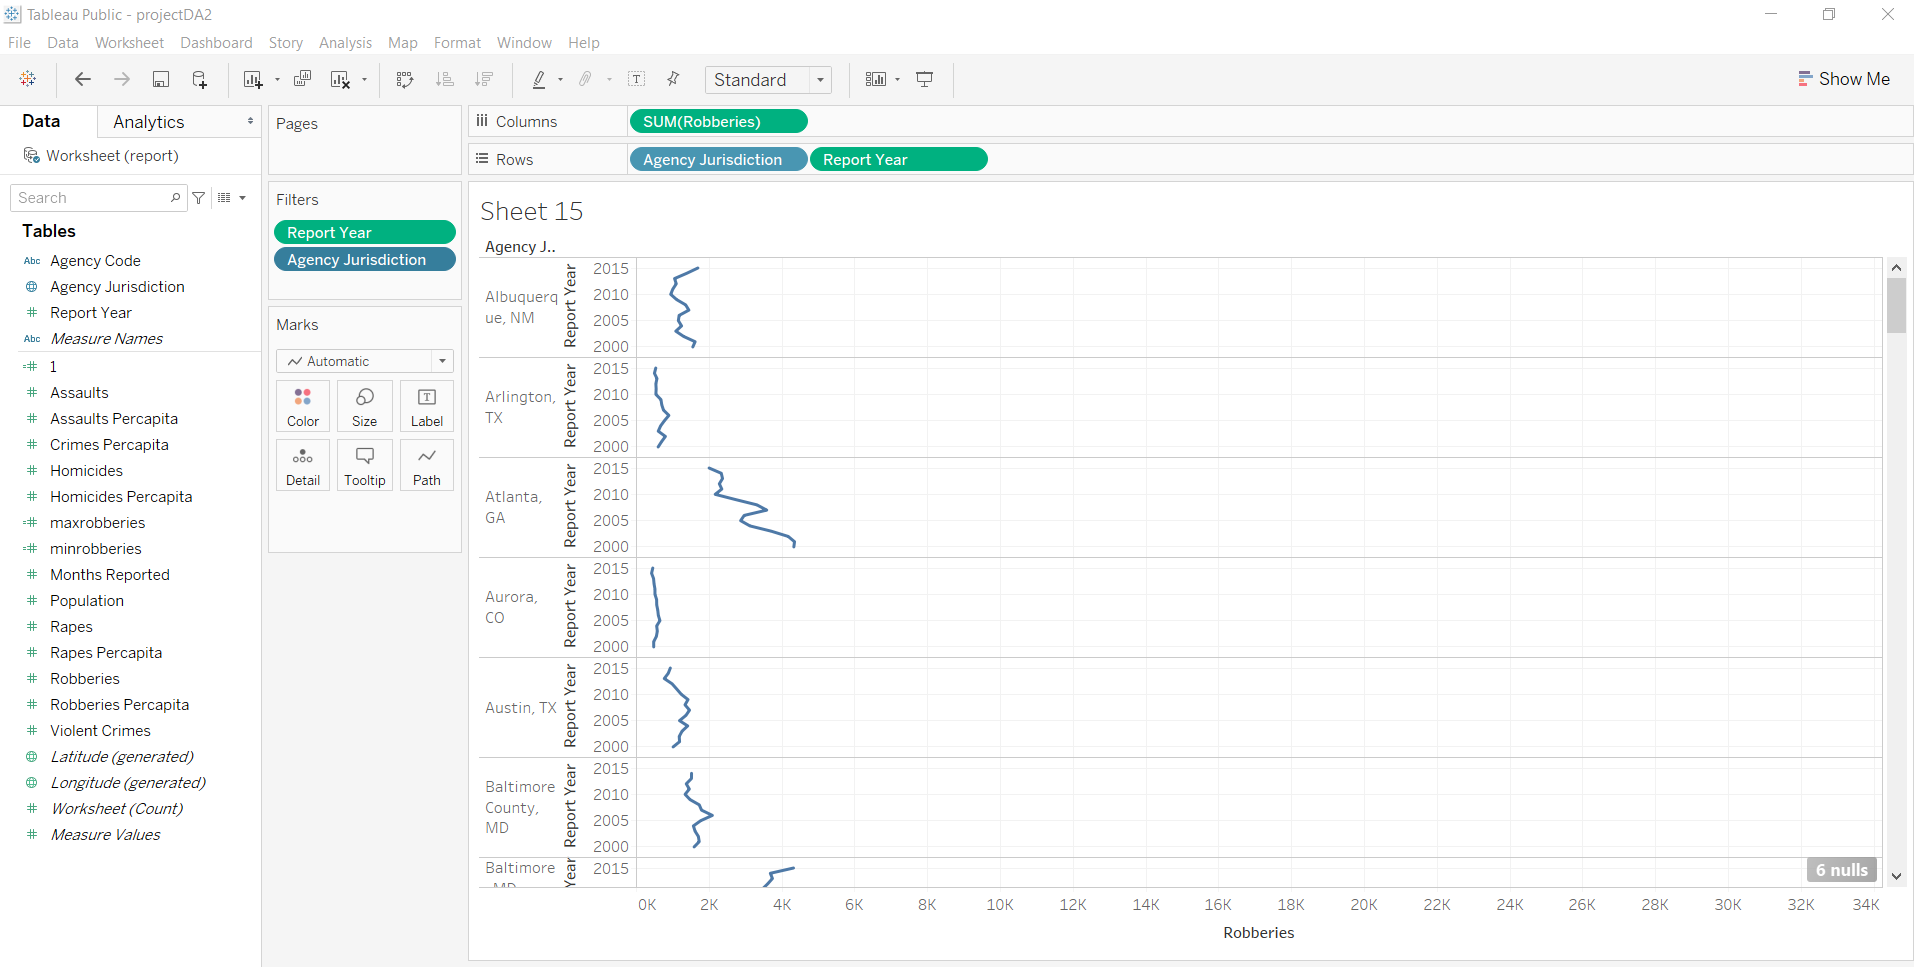 Tableau Public - projectDA2
File Data Worksheet Dashboard Story Analysis Map Format Window Help
Standard
Show Me
Data Analytics
Worksheet (report)
Search
Tables
Abc Agency Code
Agency Jurisdiction
# Report Year
Abc Measure Names
=# 1
# Assaults
# Assaults Percapita
# Crimes Percapita
# Homicides
# Homicides Percapita
=# maxrobberies
=# minrobberies
# Months Reported
# Population
# Rapes
# Rapes Percapita
# Robberies
# Robberies Percapita
# Violent Crimes
Latitude (generated)
Longitude (generated)
# Worksheet (Count)
# Measure Values
Pages
Filters
Report Year
Agency Jurisdiction
Marks
Automatic
Color Size Label
Detail Tooltip Path
Columns SUM(Robberies)
Rows Agency Jurisdiction Report Year
Sheet 15
Agency J..
Albuquerq
ue, NM
Report Year
2015
2010
2005
2000
Arlington,
TX
Report Year
2015
2010
2005
2000
Atlanta,
GA
Report Year
2015
2010
2005
2000
Aurora,
CO
Report Year
2015
2010
2005
2000
Austin, TX
Report Year
2015
2010
2005
2000
Baltimore
County,
MD
Report Year
2015
2010
2005
2000
Baltimore
Year
2015
6 nulls
0K 2K 4K 6K 8K 10K 12K 14K 16K 18K 20K 22K 24K 26K 28K 30K 32K 34K
Robberies